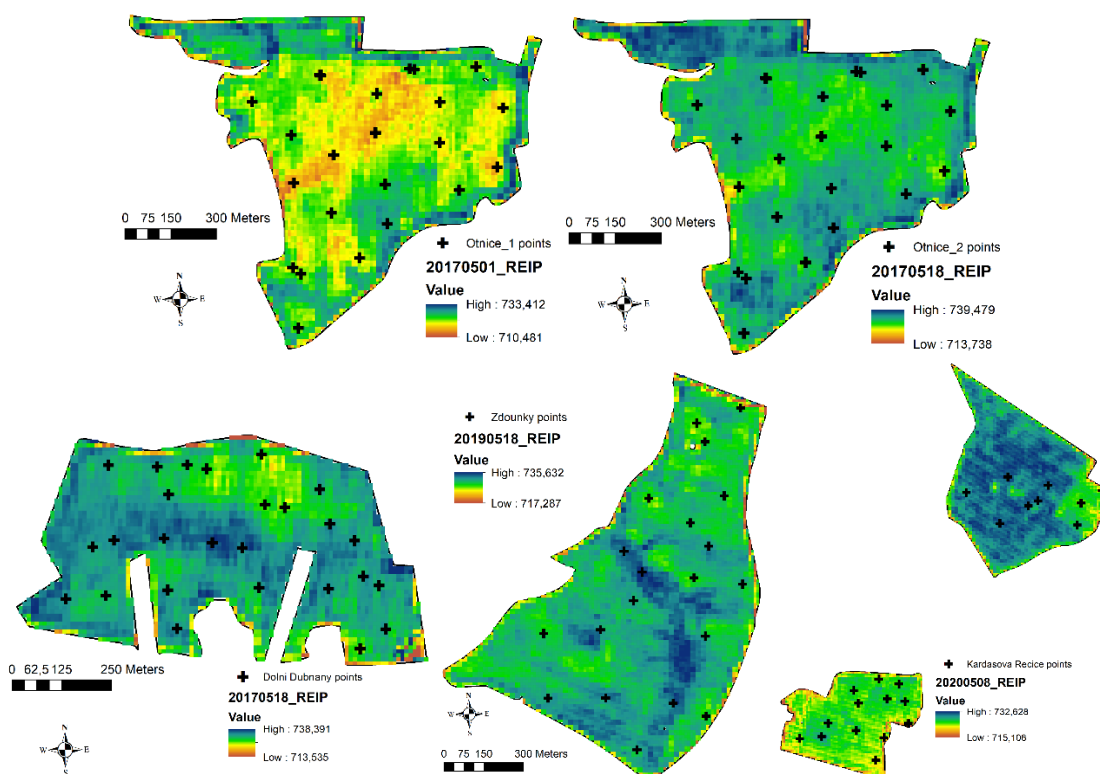 0 75 150 300 Meters
Otnice_1 points
20170501_REIP
Value
High : 733,412
Low : 710,481
N
W E
S
0 75 150 300 Meters
Otnice_2 points
20170518_REIP
Value
High : 739,479
Low : 713,738
N
W E
S
0 62,5 125 250 Meters
Dolni Dubnany points
20170518_REIP
Value
High : 738,391
Low : 713,535
N
W E
S
Zdounky points
20190518_REIP
Value
High : 735,632
Low : 717,287
N
W E
S
0 75 150 300 Meters
Kardasova Recice points
20200508_REIP
Value
High : 732,628
Low : 715,106